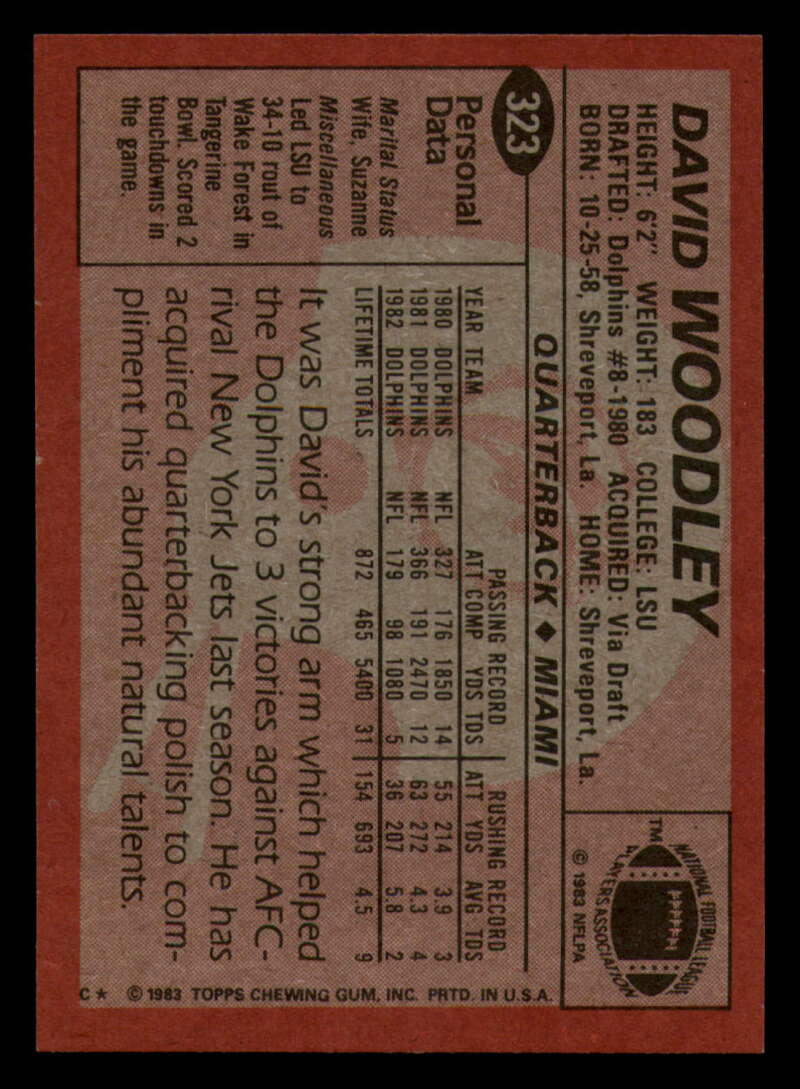 323
DAVID WOODLEY
HEIGHT: 6'2" WEIGHT: 183 COLLEGE: LSU
DRAFTED: Dolphins #8-1980 ACQUIRED: Via Draft
BORN: 10-25-58, Shreveport, La. HOME: Shreveport, La.
QUARTERBACK ♦ MIAMI
NATIONAL FOOTBALL LEAGUE
PLAYERS ASSOCIATION
TM
© 1983 NFLPA
Personal
Data
Marital Status
Wife, Suzanne
Miscellaneous
Led LSU to
34-10 rout of
Wake Forest in
Tangerine
Bowl. Scored 2
touchdowns in
the game.
PASSING RECORD RUSHING RECORD
YEAR TEAM ATT COMP YDS TDS ATT YDS AVG TDS
1980 DOLPHINS NFL 327 176 1850 14 55 214 3.9 3
1981 DOLPHINS NFL 366 191 2470 12 63 272 4.3 4
1982 DOLPHINS NFL 179 98 1080 5 36 207 5.8 2
LIFETIME TOTALS 872 465 5400 31 154 693 4.5 9
It was David's strong arm which helped
the Dolphins to 3 victories against AFC-
rival New York Jets last season. He has
acquired quarterbacking polish to com-
pliment his abundant natural talents.
C★ © 1983 TOPPS CHEWING GUM, INC. PRTD. IN U.S.A.